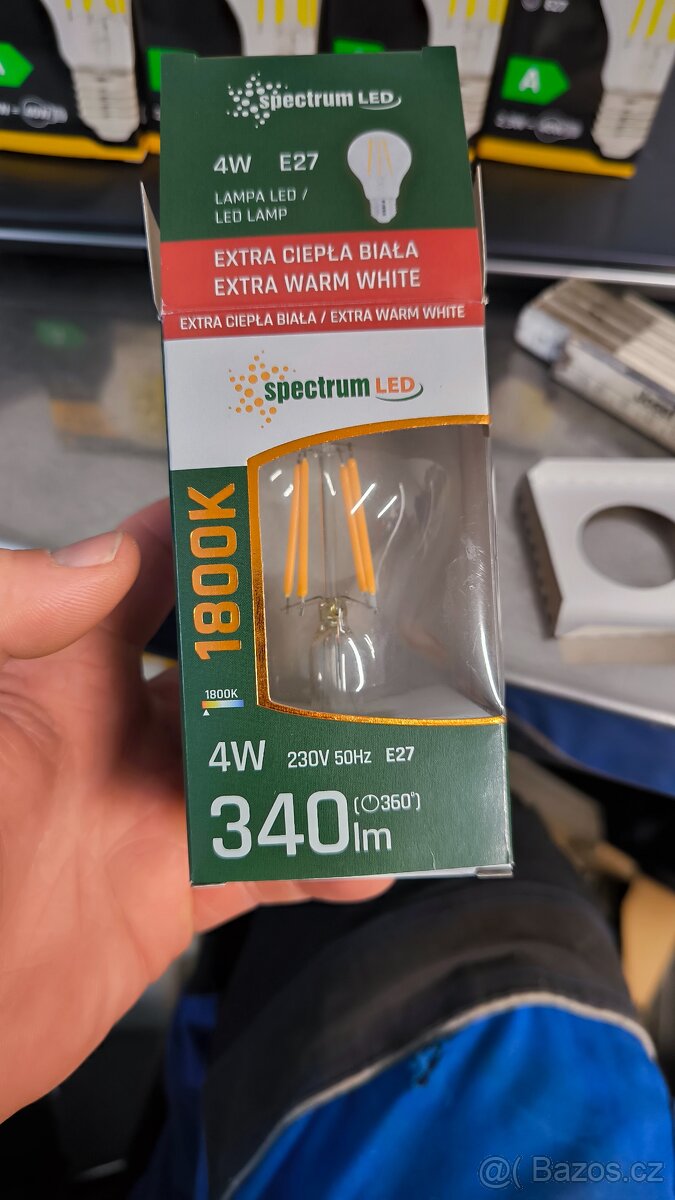 E27
A
A
spectrum LED
4W E27
LAMPA LED /
LED LAMP
EXTRA CIEPŁA BIAŁA
EXTRA WARM WHITE
EXTRA CIEPŁA BIAŁA / EXTRA WARM WHITE
spectrum LED
1800K
1800K
4W 230V 50Hz E27
340lm (360°)
@( Bazos.cz